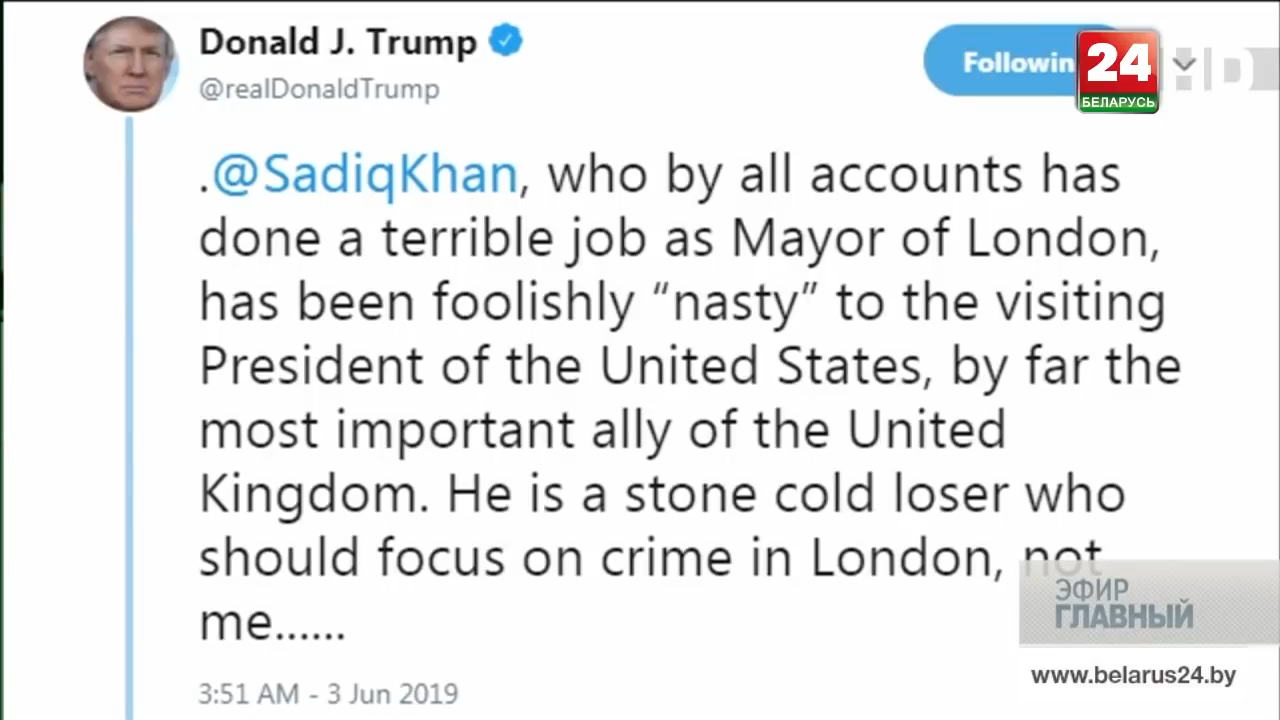 Donald J. Trump
@realDonaldTrump
Followin
24
HD
БЕЛАРУСЬ
.@SadiqKhan, who by all accounts has
done a terrible job as Mayor of London,
has been foolishly “nasty” to the visiting
President of the United States, by far the
most important ally of the United
Kingdom. He is a stone cold loser who
should focus on crime in London, not
me......
ЭФИР
ГЛАВНЫЙ
www.belarus24.by
3:51 AM - 3 Jun 2019